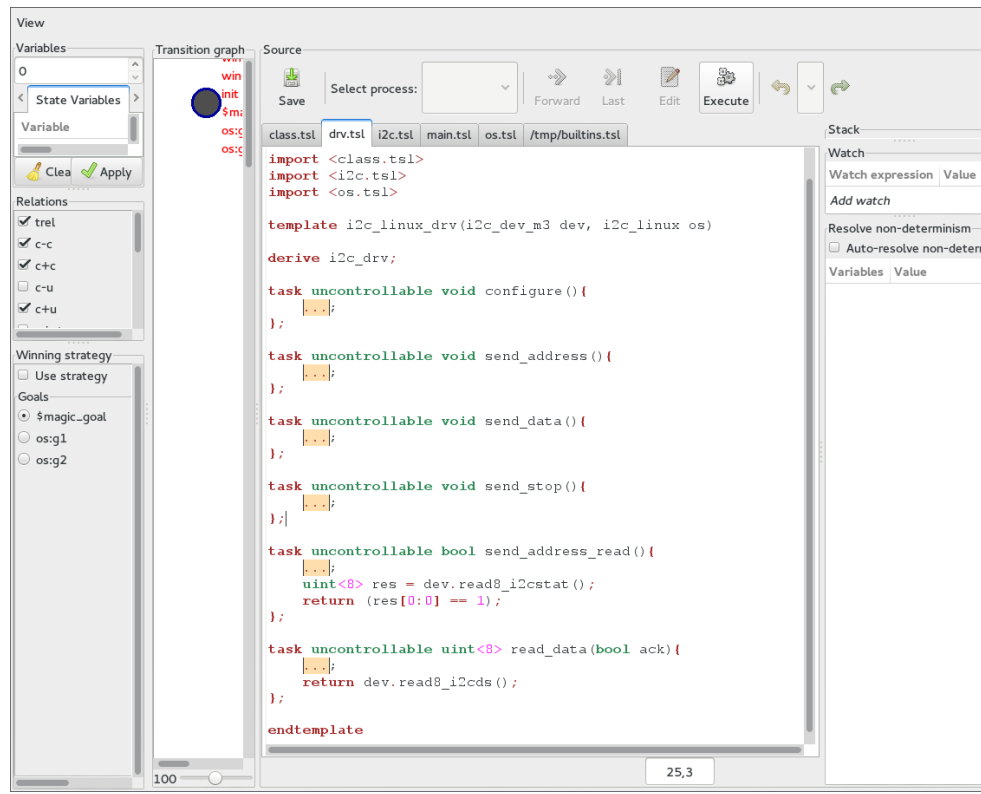 View
Variables
0
State Variables
Variable
Clea
Apply
Relations
trel
c-c
c+c
c-u
c+u
Winning strategy
Use strategy
Goals
$magic_goal
os:g1
os:g2
Transition graph
win
init
$ma
os:g
os:g
100
Source
Save
Select process:
Forward
Last
Edit
Execute
class.tsl drv.tsl i2c.tsl main.tsl os.tsl /tmp/builtins.tsl
import <class.tsl>
import <i2c.tsl>
import <os.tsl>
template i2c_linux_drv(i2c_dev_m3 dev, i2c_linux os)
derive i2c_drv;
task uncontrollable void configure(){
...;
};
task uncontrollable void send_address(){
...;
};
task uncontrollable void send_data(){
...;
};
task uncontrollable void send_stop(){
...;
};
task uncontrollable bool send_address_read(){
...;
uint<8> res = dev.read8_i2cstat();
return (res[0:0] == 1);
};
task uncontrollable uint<8> read_data(bool ack){
...;
return dev.read8_i2cds();
};
endtemplate
25,3
Stack
Watch
Watch expression Value
Add watch
Resolve non-determinism
Auto-resolve non-deterr
Variables Value